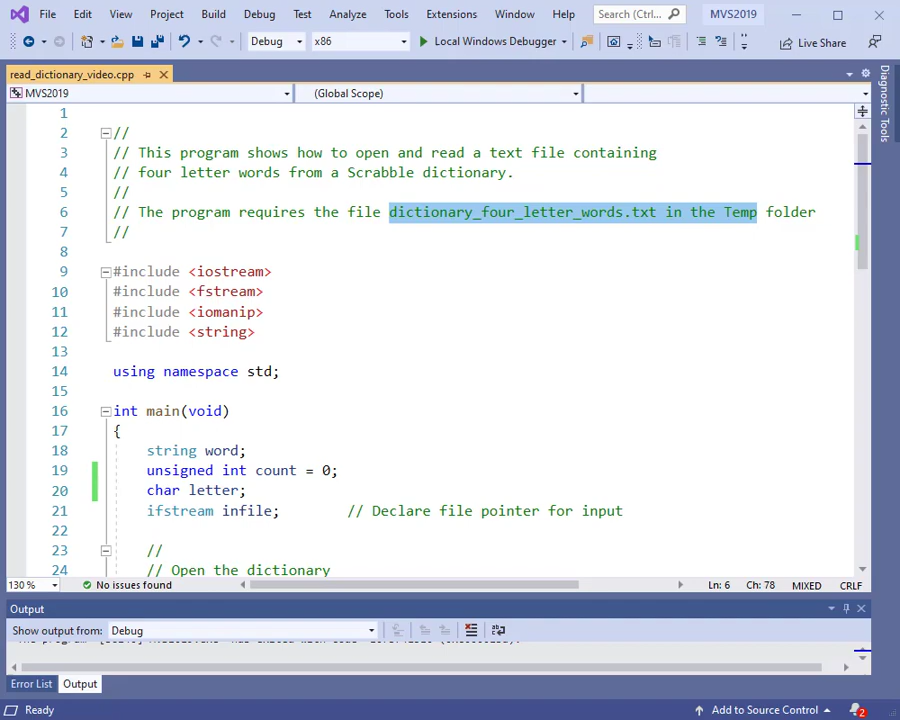 File Edit View Project Build Debug Test Analyze Tools Extensions Window Help Search (Ctrl... MVS2019
Debug x86 Local Windows Debugger Live Share
read_dictionary_video.cpp
MVS2019 (Global Scope)
Diagnostic Tools
1
2 //
3 // This program shows how to open and read a text file containing
4 // four letter words from a Scrabble dictionary.
5 //
6 // The program requires the file dictionary_four_letter_words.txt in the Temp folder
7 //
8
9 #include <iostream>
10 #include <fstream>
11 #include <iomanip>
12 #include <string>
13
14 using namespace std;
15
16 int main(void)
17 {
18 string word;
19 unsigned int count = 0;
20 char letter;
21 ifstream infile; // Declare file pointer for input
22
23 //
24 // Open the dictionary
130 % No issues found Ln: 6 Ch: 78 MIXED CRLF
Output
Show output from: Debug
Error List Output
Ready Add to Source Control 2